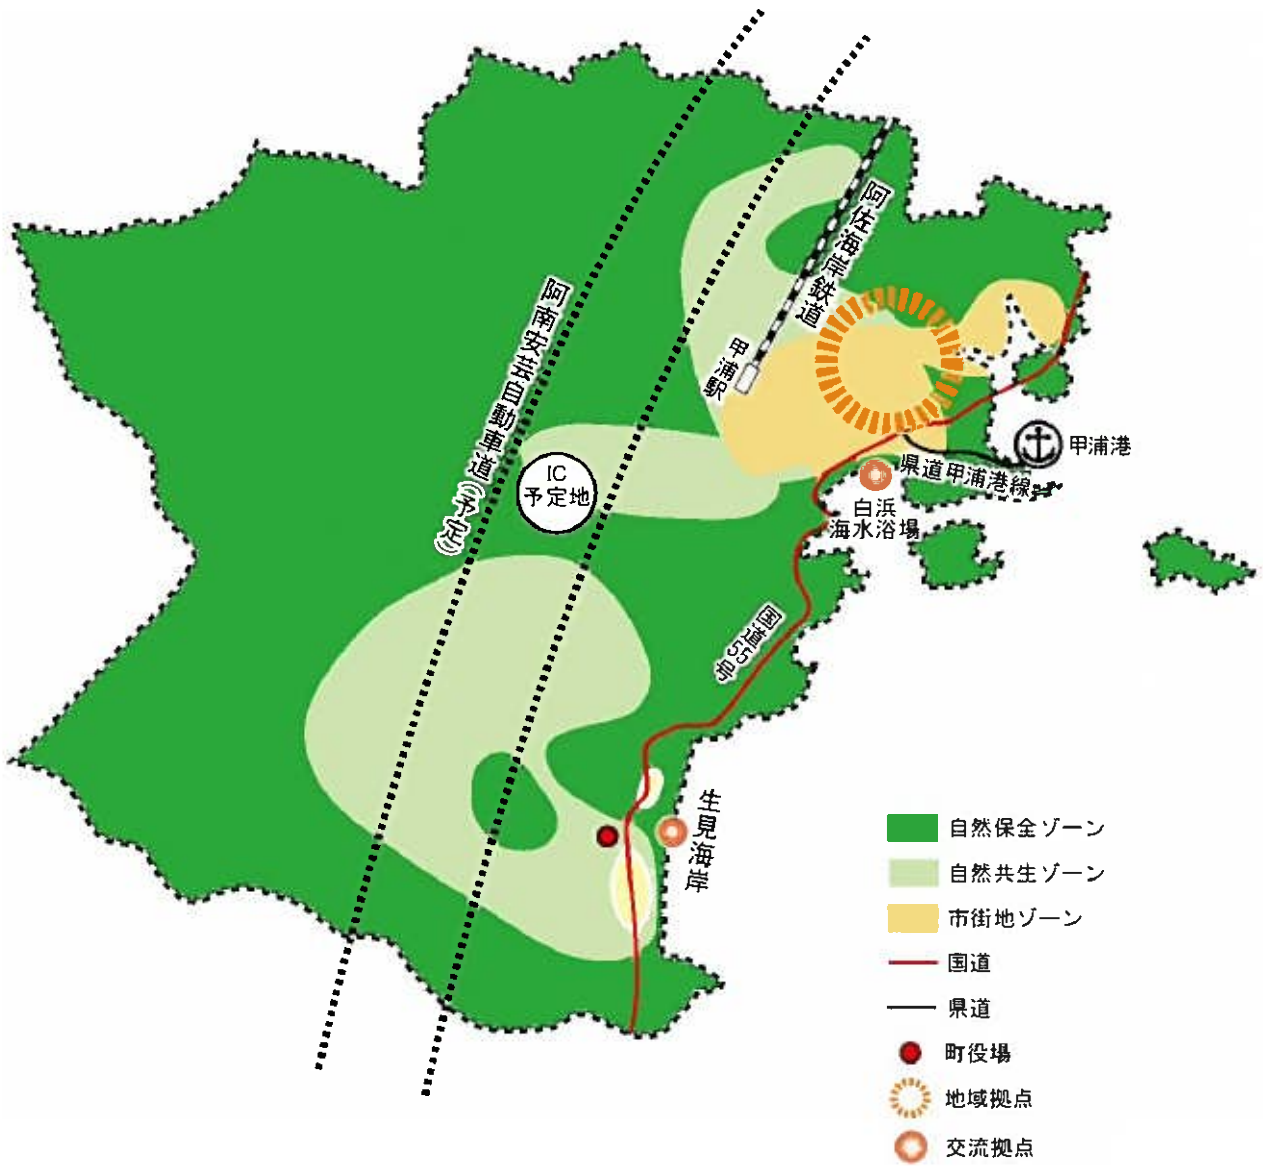 阿佐海岸鉄道
阿南安芸自動車道(予定)
甲浦駅
甲浦港
県道甲浦港線
IC
予定地
白浜
海水浴場
国道55号
生見海岸
自然保全ゾーン
自然共生ゾーン
市街地ゾーン
国道
県道
町役場
地域拠点
交流拠点